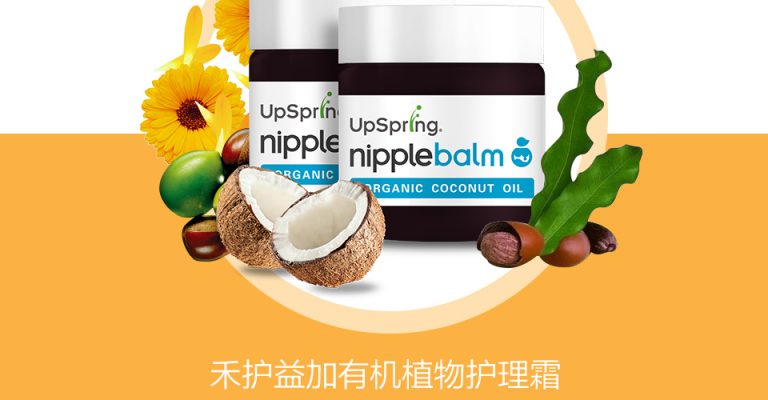 UpSpring
nipple
ORGANIC
UpSpring®
nipplebalm
ORGANIC COCONUT OIL
禾护益加有机植物护理霜